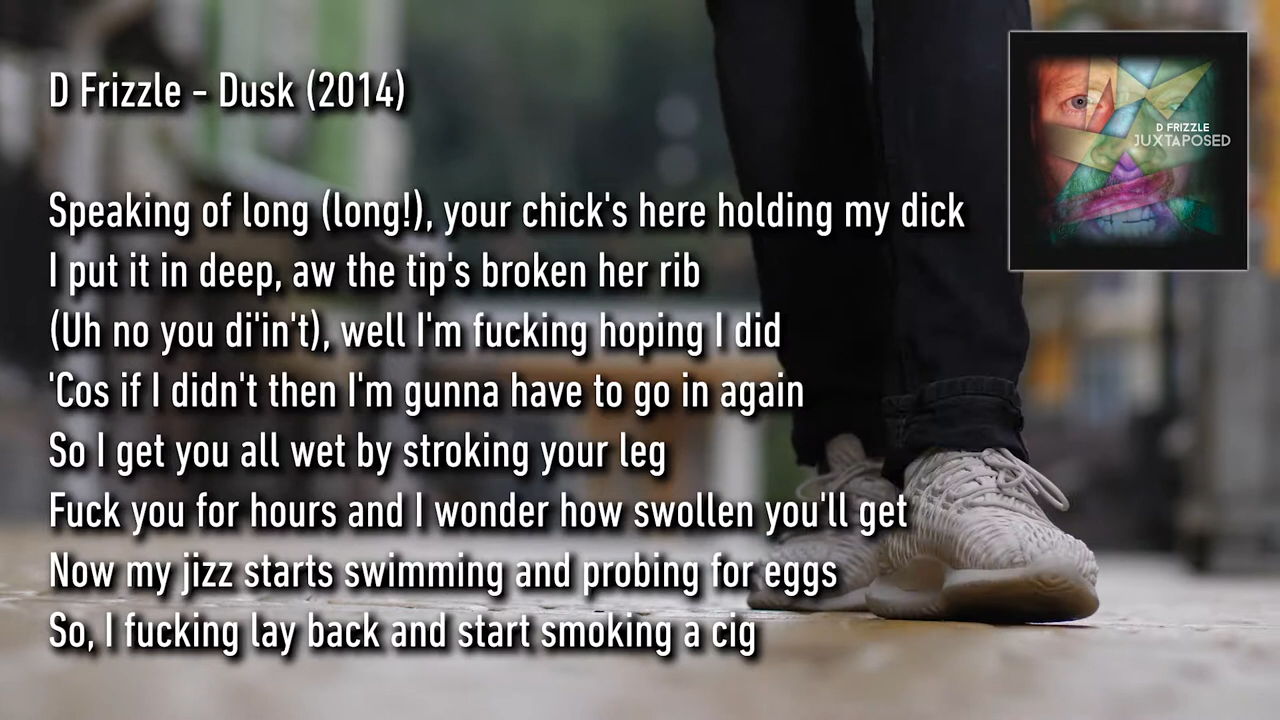 D Frizzle - Dusk (2014)
D FRIZZLE
JUXTAPOSED
Speaking of long (long!), your chick's here holding my dick
I put it in deep, aw the tip's broken her rib
(Uh no you di'in't), well I'm fucking hoping I did
'Cos if I didn't then I'm gunna have to go in again
So I get you all wet by stroking your leg
Fuck you for hours and I wonder how swollen you'll get
Now my jizz starts swimming and probing for eggs
So, I fucking lay back and start smoking a cig